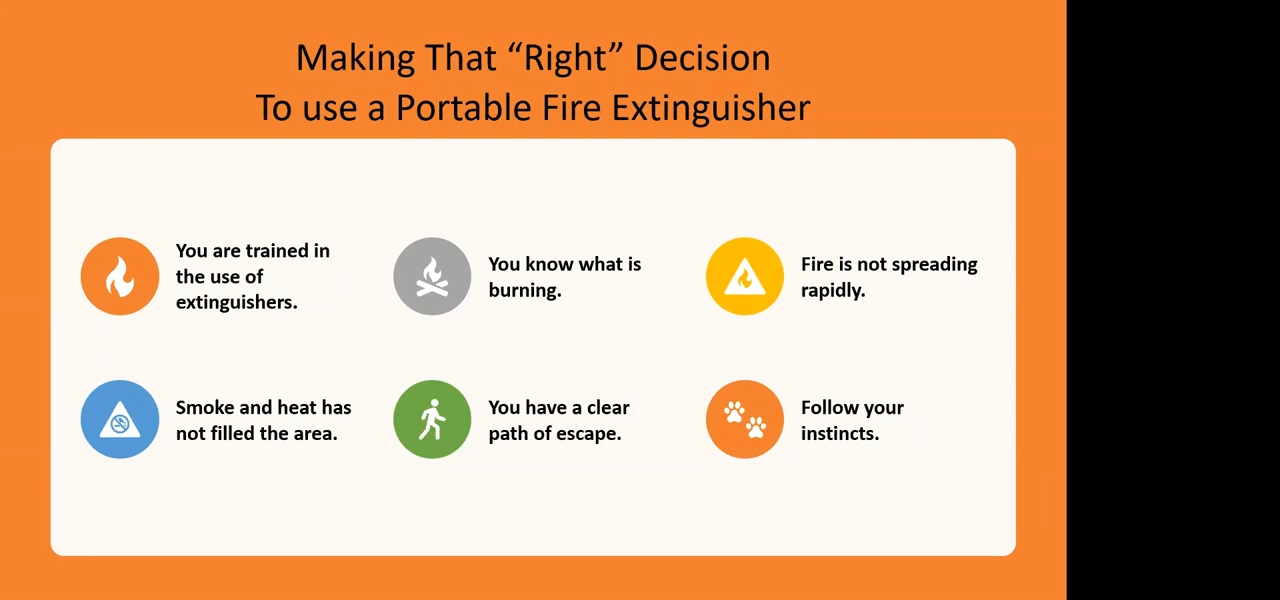 Making That “Right” Decision
To use a Portable Fire Extinguisher
You are trained in
the use of
extinguishers.
You know what is
burning.
Fire is not spreading
rapidly.
Smoke and heat has
not filled the area.
You have a clear
path of escape.
Follow your
instincts.